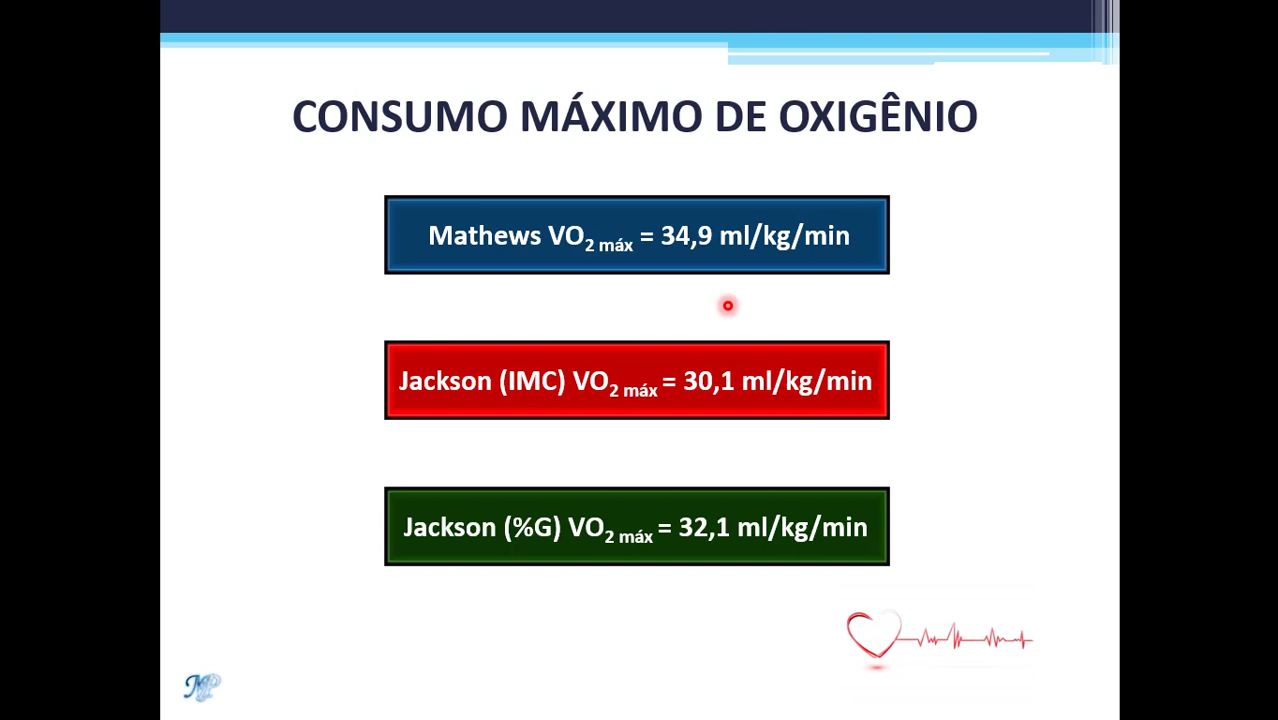 CONSUMO MÁXIMO DE OXIGÊNIO
Mathews VO2 máx = 34,9 ml/kg/min
Jackson (IMC) VO2 máx = 30,1 ml/kg/min
Jackson (%G) VO2 máx = 32,1 ml/kg/min